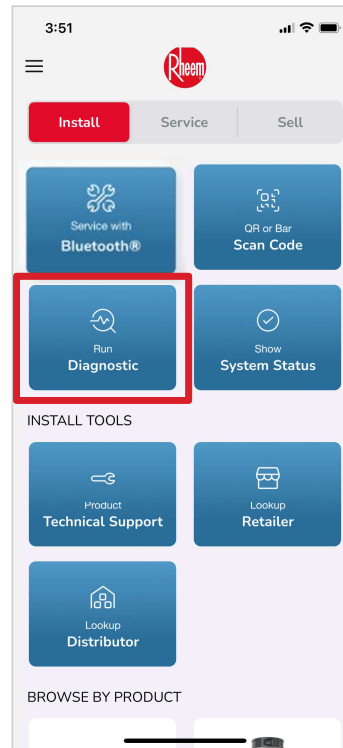 3:51
Rheem
Install
Service
Sell
Service with
Bluetooth®
QR or Bar
Scan Code
Run
Diagnostic
Show
System Status
INSTALL TOOLS
Product
Technical Support
Lookup
Retailer
Lookup
Distributor
BROWSE BY PRODUCT